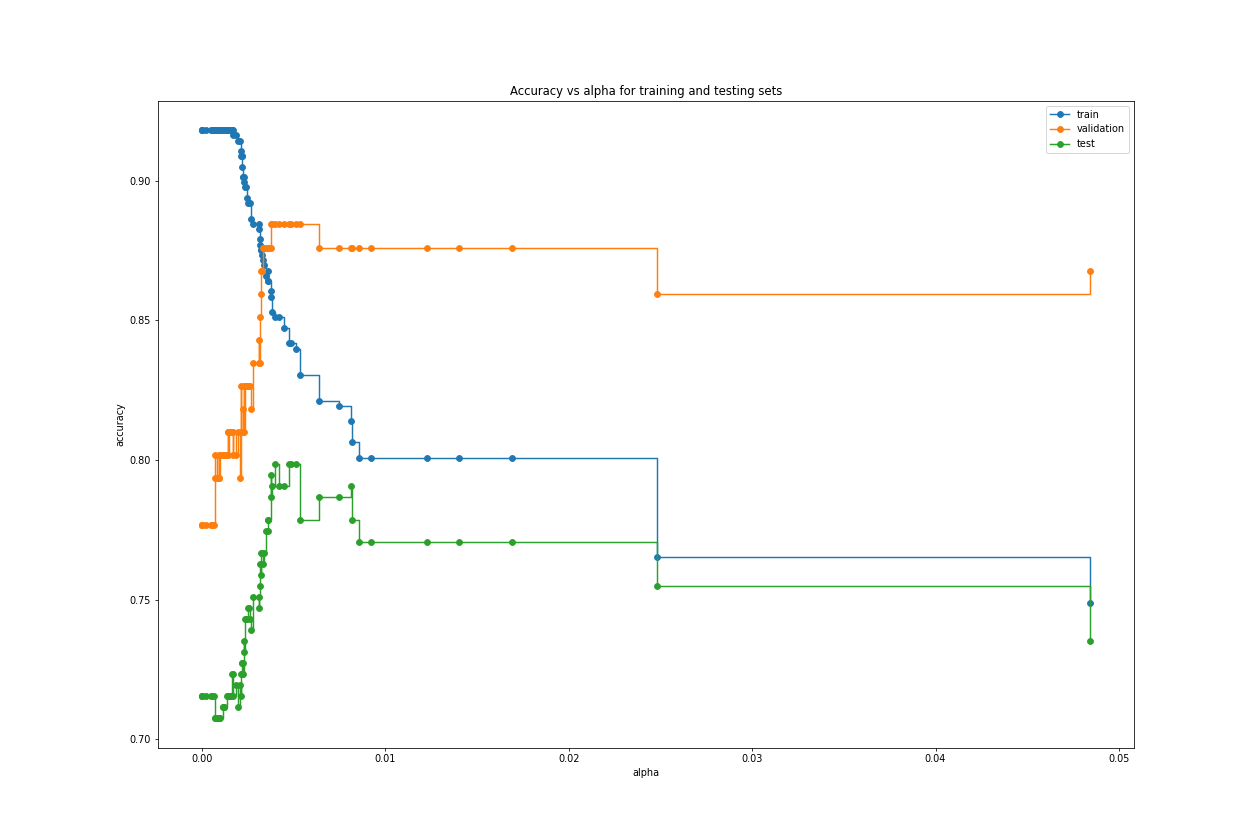 Accuracy vs alpha for training and testing sets
train
validation
test
0.90
0.85
0.80
0.75
0.70
accuracy
0.00 0.01 0.02 0.03 0.04 0.05
alpha